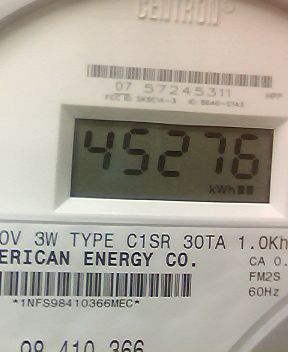 CENTRON®
07 57245311
HPP
45276
kWh
0V 3W TYPE C1SR 30TA 1.0Kh
ERICAN ENERGY CO.
CA 0.
FM2S
*1NFS98410366MEC*
60Hz
98 410 366